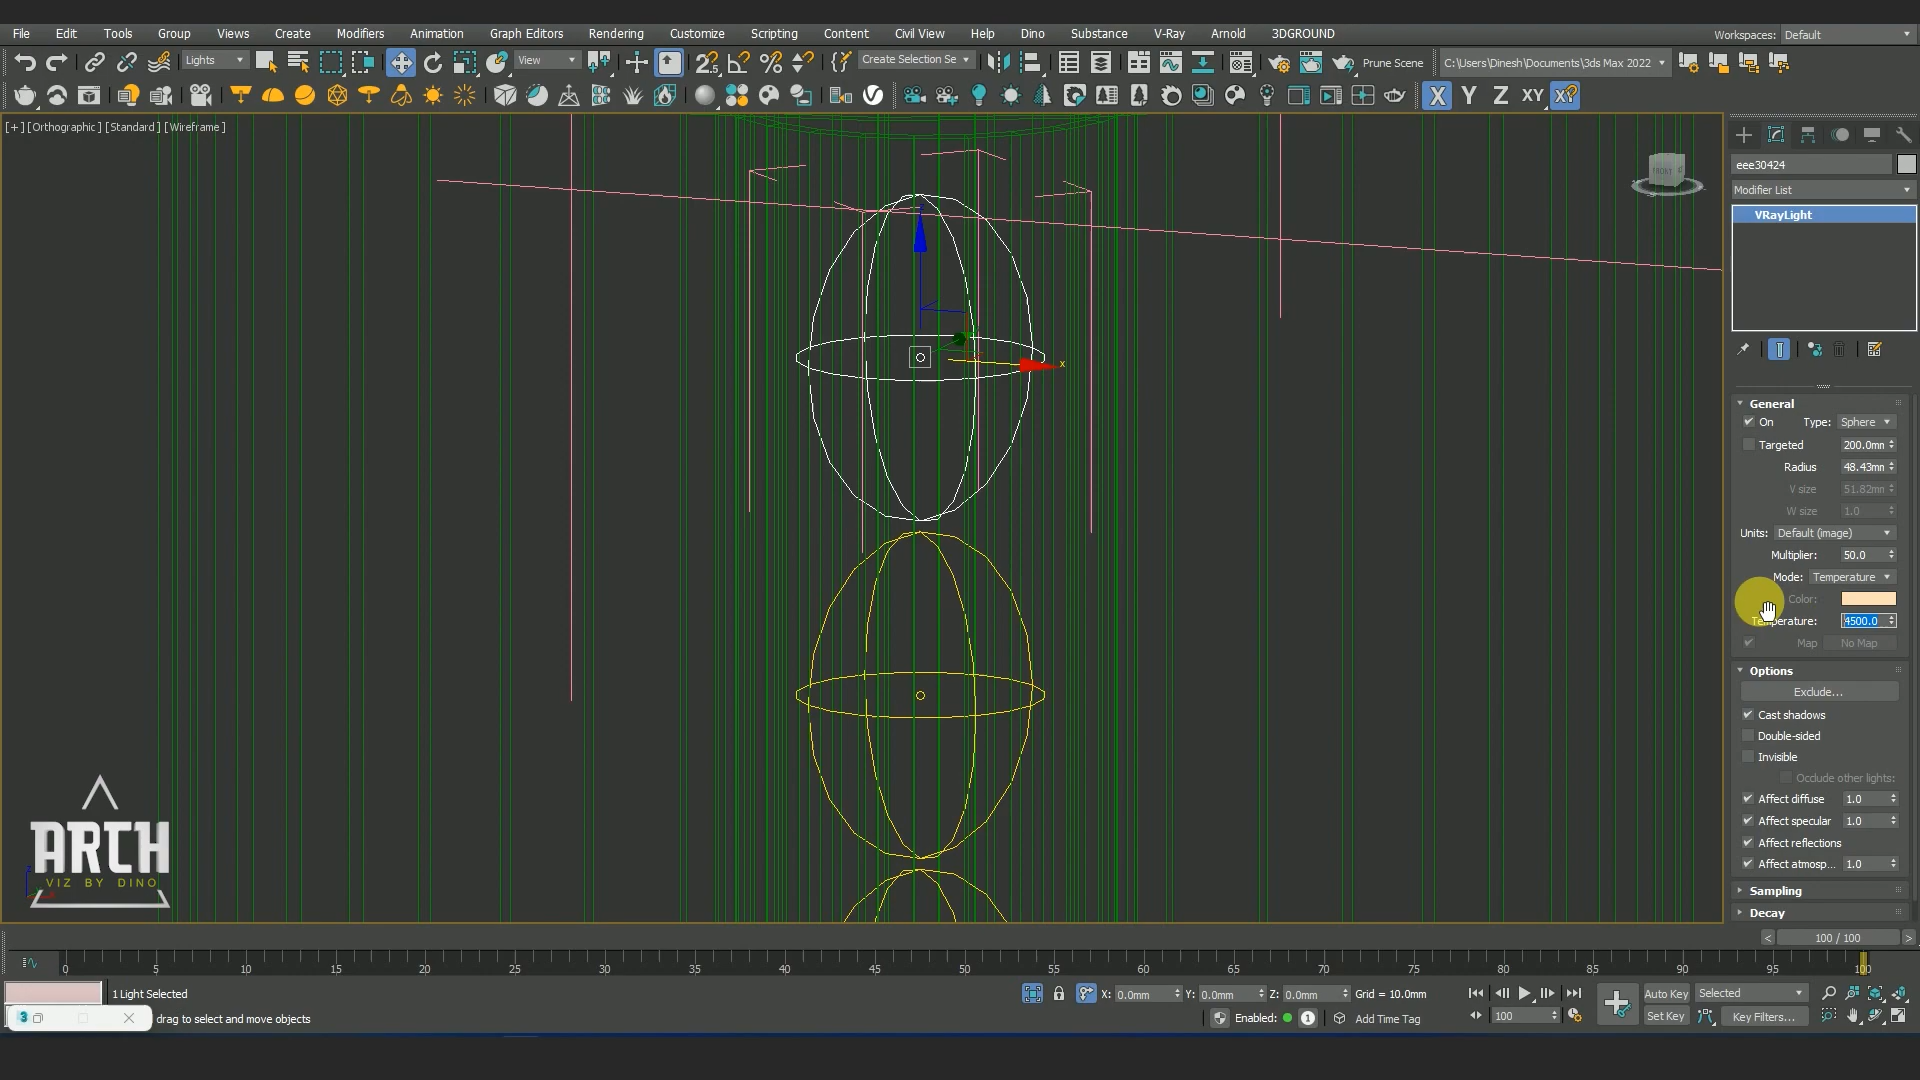 File Edit Tools Group Views Create Modifiers Animation Graph Editors Rendering Customize Scripting Content Civil View Help Dino Substance V-Ray Arnold 3DGROUND
Workspaces: Default
Lights View Create Selection Se Prune Scene C:\Users\Dinesh\Documents\3ds Max 2022
X Y Z XY
[+] [Orthographic] [Standard] [Wireframe]
FRONT
eee30424
Modifier List
VRayLight
x
General
On Type: Sphere
Targeted 200.0mm
Radius 48.43mm
V size 51.82mm
W size 1.0
Units: Default (image)
Multiplier: 50.0
Mode: Temperature
Color:
Temperature: 4500.0
Map No Map
Options
Exclude...
Cast shadows
Double-sided
Invisible
Occlude other lights:
Affect diffuse 1.0
Affect specular 1.0
Affect reflections
Affect atmosp... 1.0
Sampling
Decay
ARCH
VIZ BY DINO
< 100 / 100 >
0 5 10 15 20 25 30 35 40 45 50 55 60 65 70 75 80 85 90 95 100
1 Light Selected
X: 0.0mm Y: 0.0mm Z: 0.0mm Grid = 10.0mm
Auto Key Selected
3
drag to select and move objects
Enabled: 1 Add Time Tag
100
Set Key Key Filters...